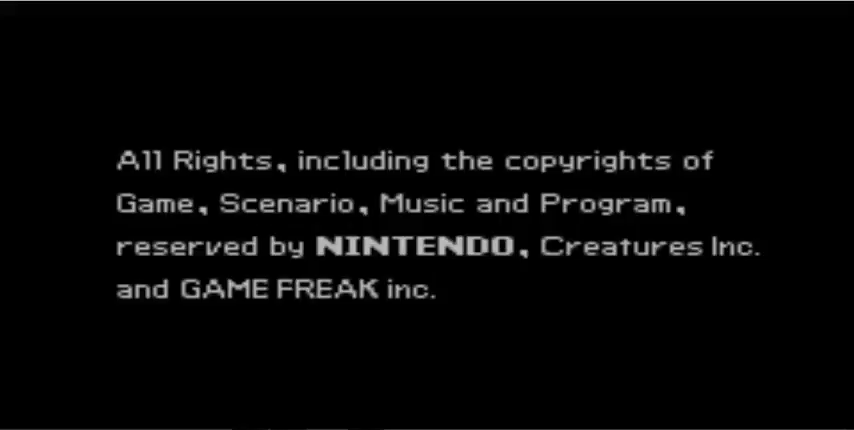 All Rights, including the copyrights of
Game, Scenario, Music and Program,
reserved by NINTENDO, Creatures Inc.
and GAME FREAK inc.